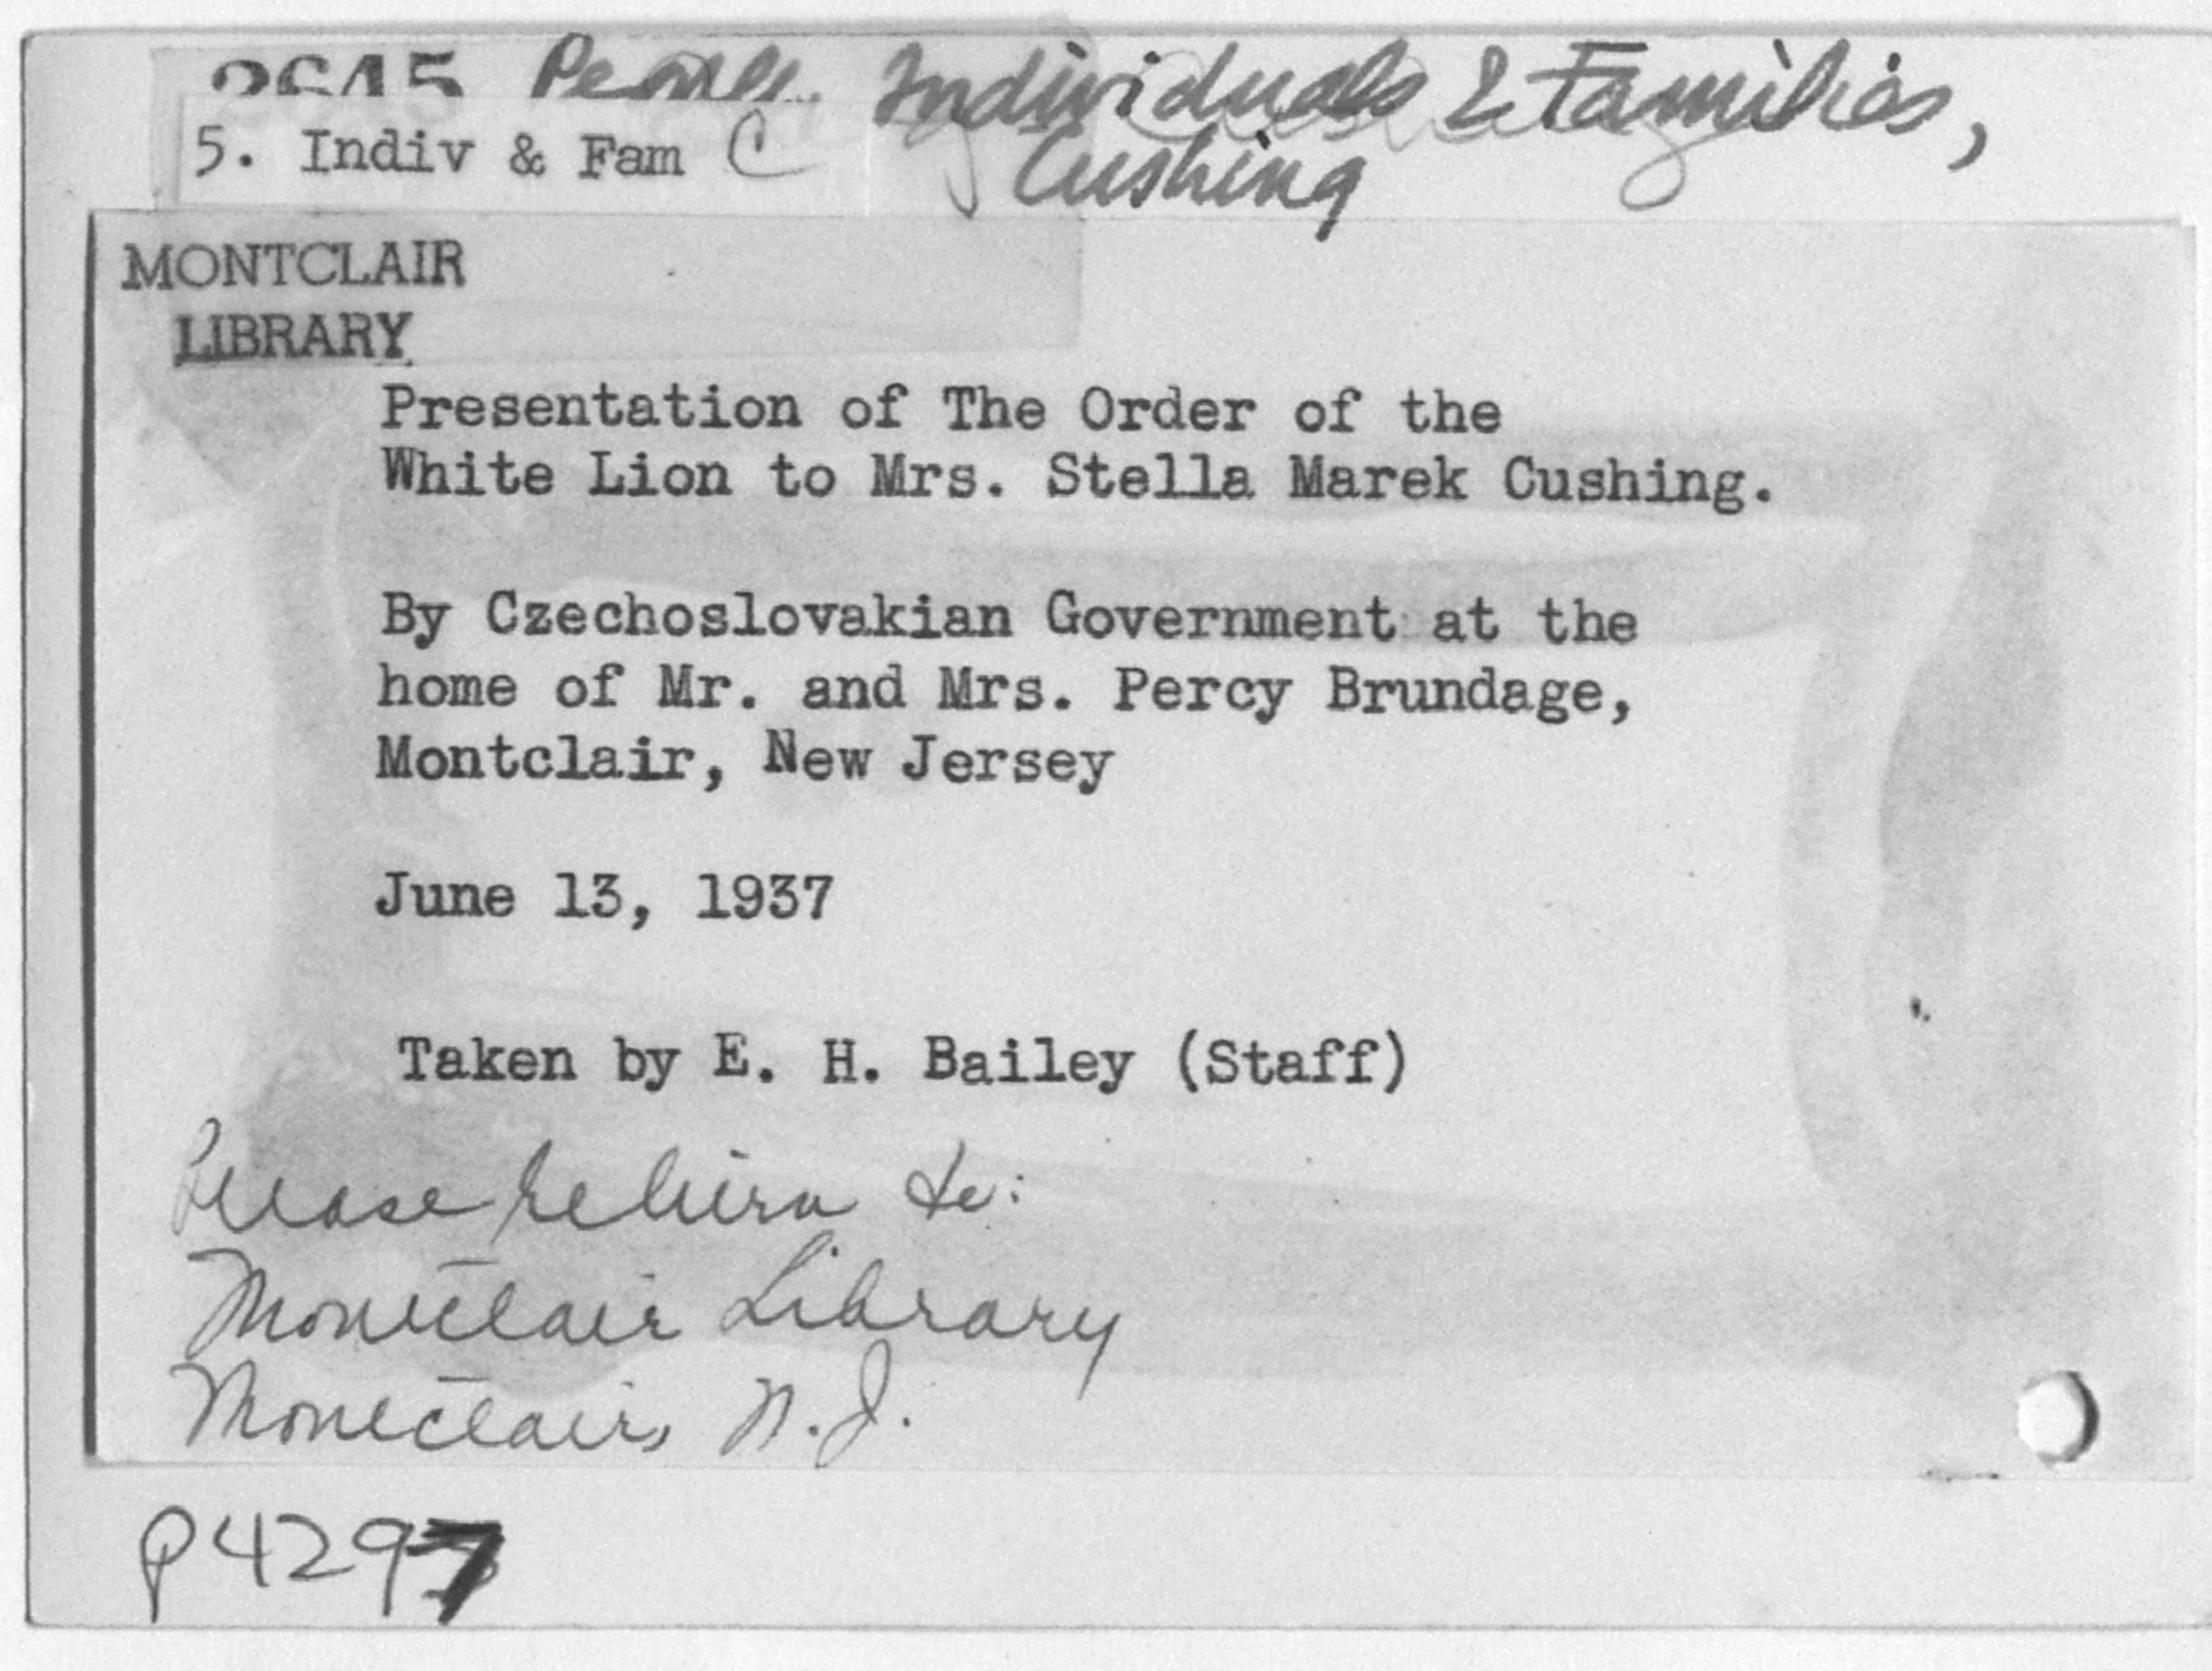 2645 People Individuals & Families,
5. Indiv & Fam C
Cushing
MONTCLAIR
LIBRARY
Presentation of The Order of the
White Lion to Mrs. Stella Marek Cushing.
By Czechoslovakian Government at the
home of Mr. and Mrs. Percy Brundage,
Montclair, New Jersey
June 13, 1937
Taken by E. H. Bailey (Staff)
Please return to:
Montclair Library
Montclair, N.J.
P4297